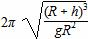 2π √((R + h)³ / gR²)